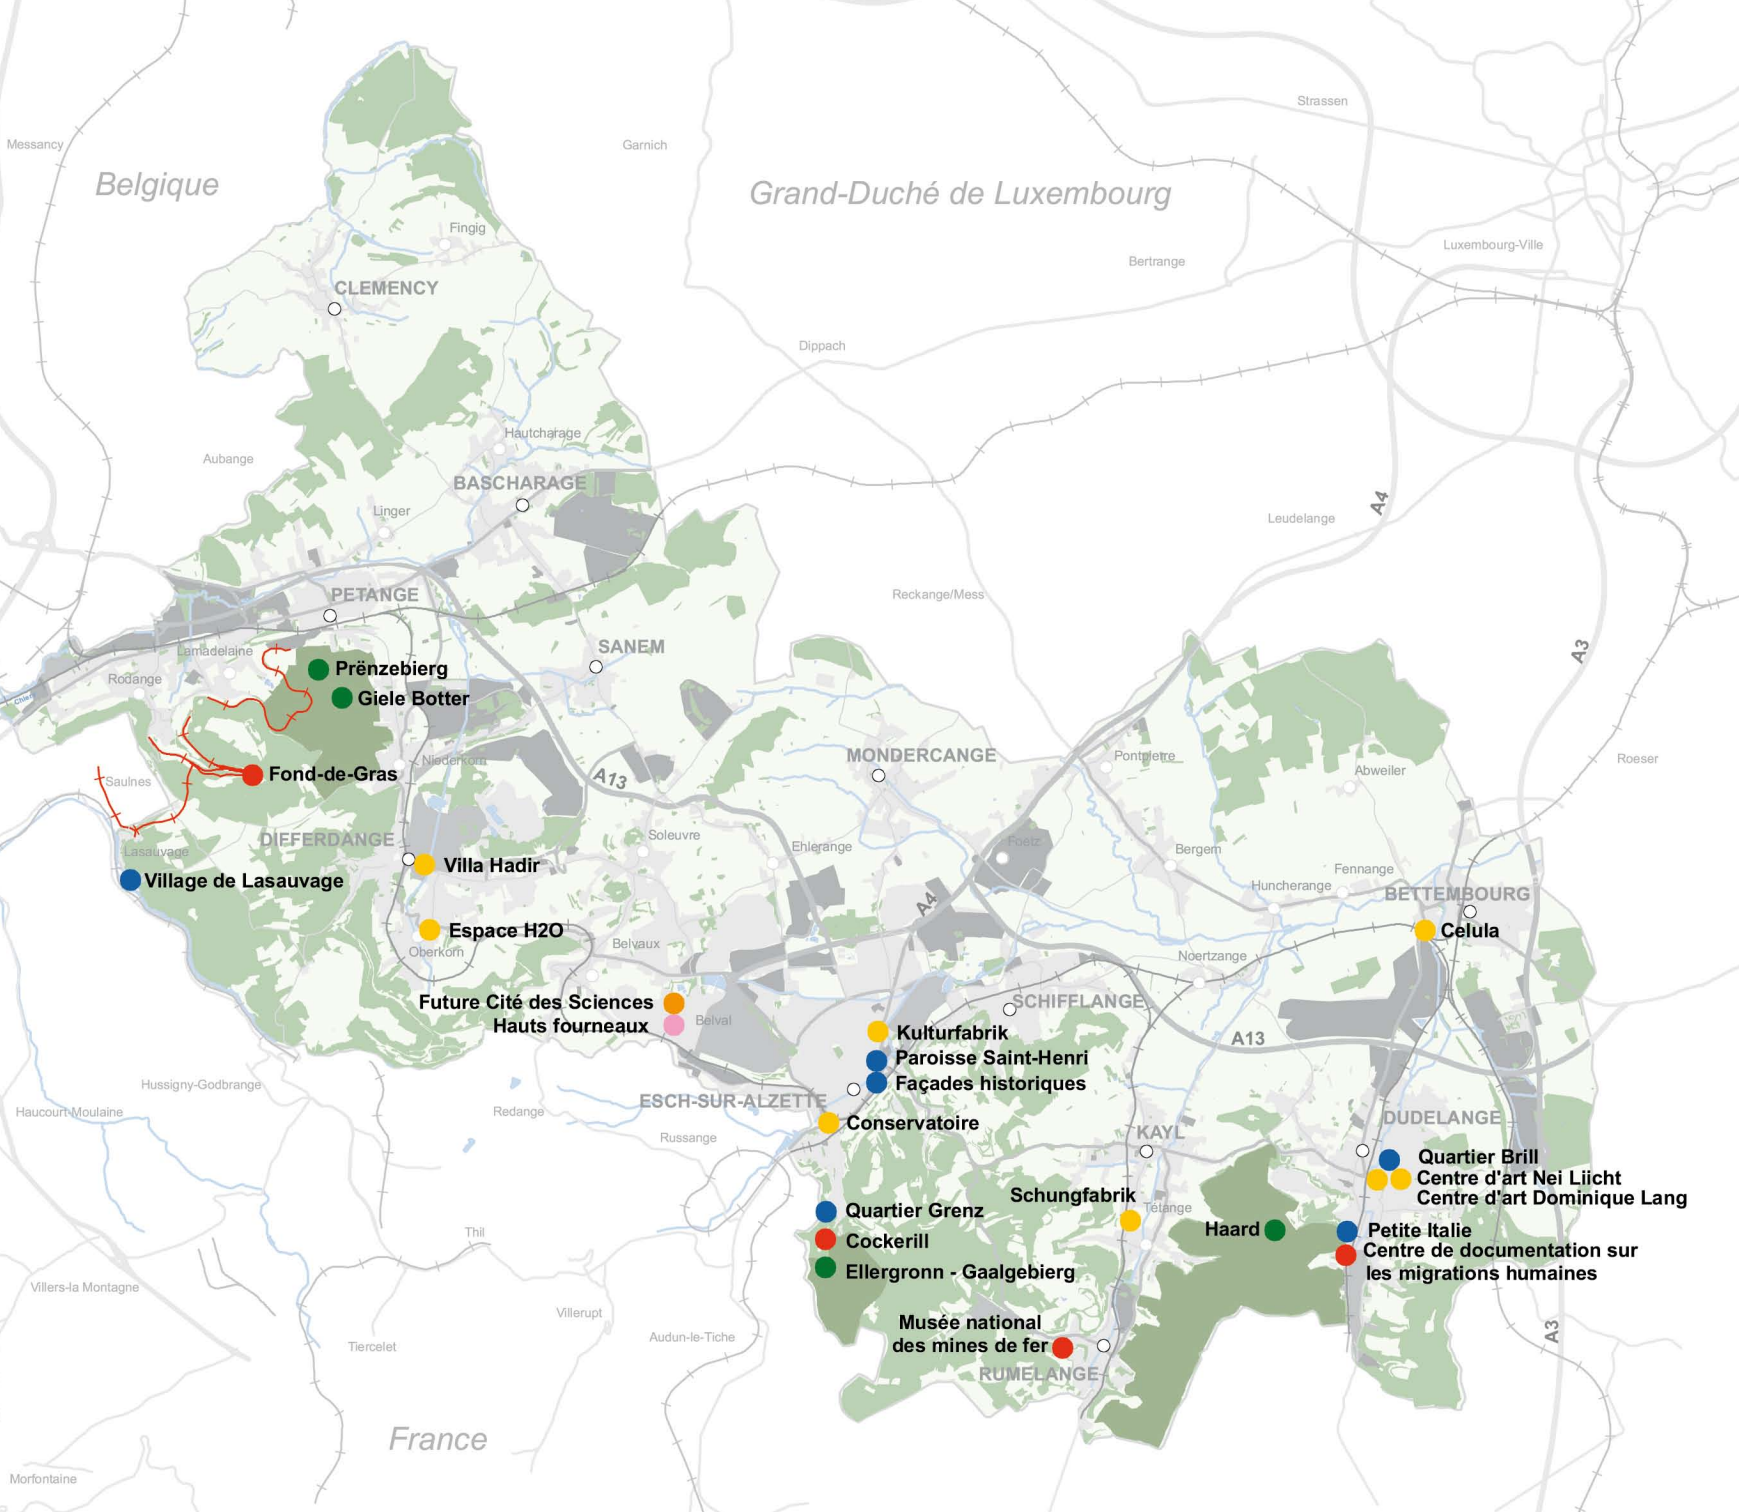 Strassen
Messancy
Garnich
Belgique
Grand-Duché de Luxembourg
Fingig
Luxembourg-Ville
Bertrange
CLEMENCY
Dippach
Hautcharage
Aubange
BASCHARAGE
A4
Linger
Leudelange
PETANGE
Reckange/Mess
SANEM
Lamadelaine
A3
Prënzebierg
Rodange
Giele Botter
Chiers
MONDERCANGE
Pontpierre
Niederkorn
Roeser
Abweiler
Fond-de-Gras
A13
Saulnes
Soleuvre
DIFFERDANGE
Foetz
Ehlerange
Bergem
Lasauvage
Villa Hadir
Fennange
Village de Lasauvage
Huncherange
BETTEMBOURG
A4
Espace H2O
Celula
Belvaux
Oberkorn
Noertzange
Future Cité des Sciences
SCHIFFLANGE
Hauts fourneaux
Belval
Kulturfabrik
A13
Paroisse Saint-Henri
Hussigny-Godbrange
Façades historiques
ESCH-SUR-ALZETTE
Haucourt-Moulaine
Redange
DUDELANGE
Conservatoire
KAYL
Russange
Quartier Brill
Centre d'art Nei Liicht
Schungfabrik
Centre d'art Dominique Lang
Tétange
Quartier Grenz
Haard
Petite Italie
Thil
Cockerill
Centre de documentation sur
les migrations humaines
Ellergronn - Gaalgebierg
Villers-la Montagne
Villerupt
Musée national
des mines de fer
A3
Audun-le-Tiche
Tiercelet
RUMELANGE
France
Morfontaine